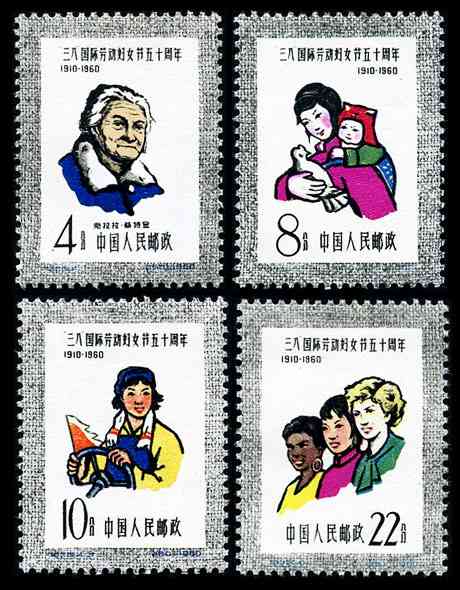 三八国际劳动妇女节五十周年
1910-1960
克拉拉·蔡特金
4分 中国人民邮政
三八国际劳动妇女节五十周年
1910-1960
8分 中国人民邮政
三八国际劳动妇女节五十周年
1910-1960
10分 中国人民邮政
三八国际劳动妇女节五十周年
1910-1960
中国人民邮政 22分